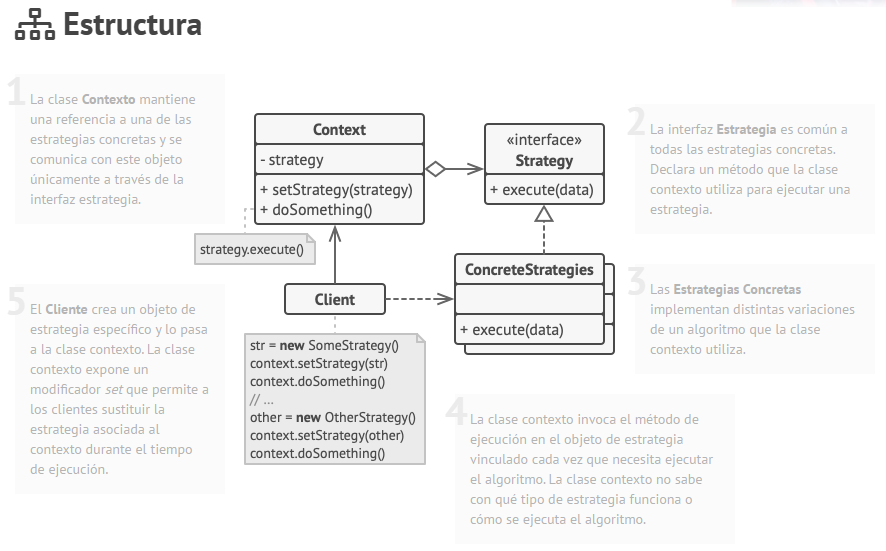 Estructura
1
La clase Contexto mantiene
una referencia a una de las
estrategias concretas y se
comunica con este objeto
únicamente a través de la
interfaz estrategia.
Context
- strategy
+ setStrategy(strategy)
+ doSomething()
strategy.execute()
«interface»
Strategy
+ execute(data)
2
La interfaz Estrategia es común a
todas las estrategias concretas.
Declara un método que la clase
contexto utiliza para ejecutar una
estrategia.
ConcreteStrategies
+ execute(data)
3
Las Estrategias Concretas
implementan distintas variaciones
de un algoritmo que la clase
contexto utiliza.
Client
str = new SomeStrategy()
context.setStrategy(str)
context.doSomething()
// ...
other = new OtherStrategy()
context.setStrategy(other)
context.doSomething()
4
La clase contexto invoca el método de
ejecución en el objeto de estrategia
vinculado cada vez que necesita ejecutar
el algoritmo. La clase contexto no sabe
con qué tipo de estrategia funciona o
cómo se ejecuta el algoritmo.
5
El Cliente crea un objeto de
estrategia específico y lo pasa
a la clase contexto. La clase
contexto expone un
modificador set que permite a
los clientes sustituir la
estrategia asociada al
contexto durante el tiempo
de ejecución.